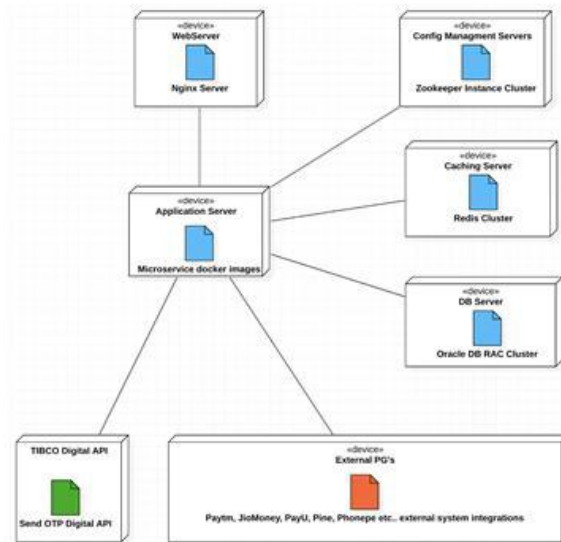 «device»
WebServer
Nginx Server
«device»
Config Managment Servers
Zookeeper Instance Cluster
«device»
Caching Server
Redis Cluster
«device»
Application Server
Microservice docker images
«device»
DB Server
Oracle DB RAC Cluster
TIBCO Digital API
Send OTP Digital API
«device»
External PG's
Paytm, JioMoney, PayU, Pine, Phonepe etc.. external system integrations